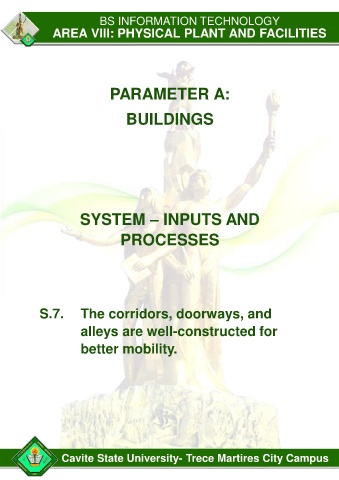 BS INFORMATION TECHNOLOGY
AREA VIII: PHYSICAL PLANT AND FACILITIES
PARAMETER A:
BUILDINGS
SYSTEM – INPUTS AND
PROCESSES
S.7. The corridors, doorways, and
alleys are well-constructed for
better mobility.
Cavite State University- Trece Martires City Campus